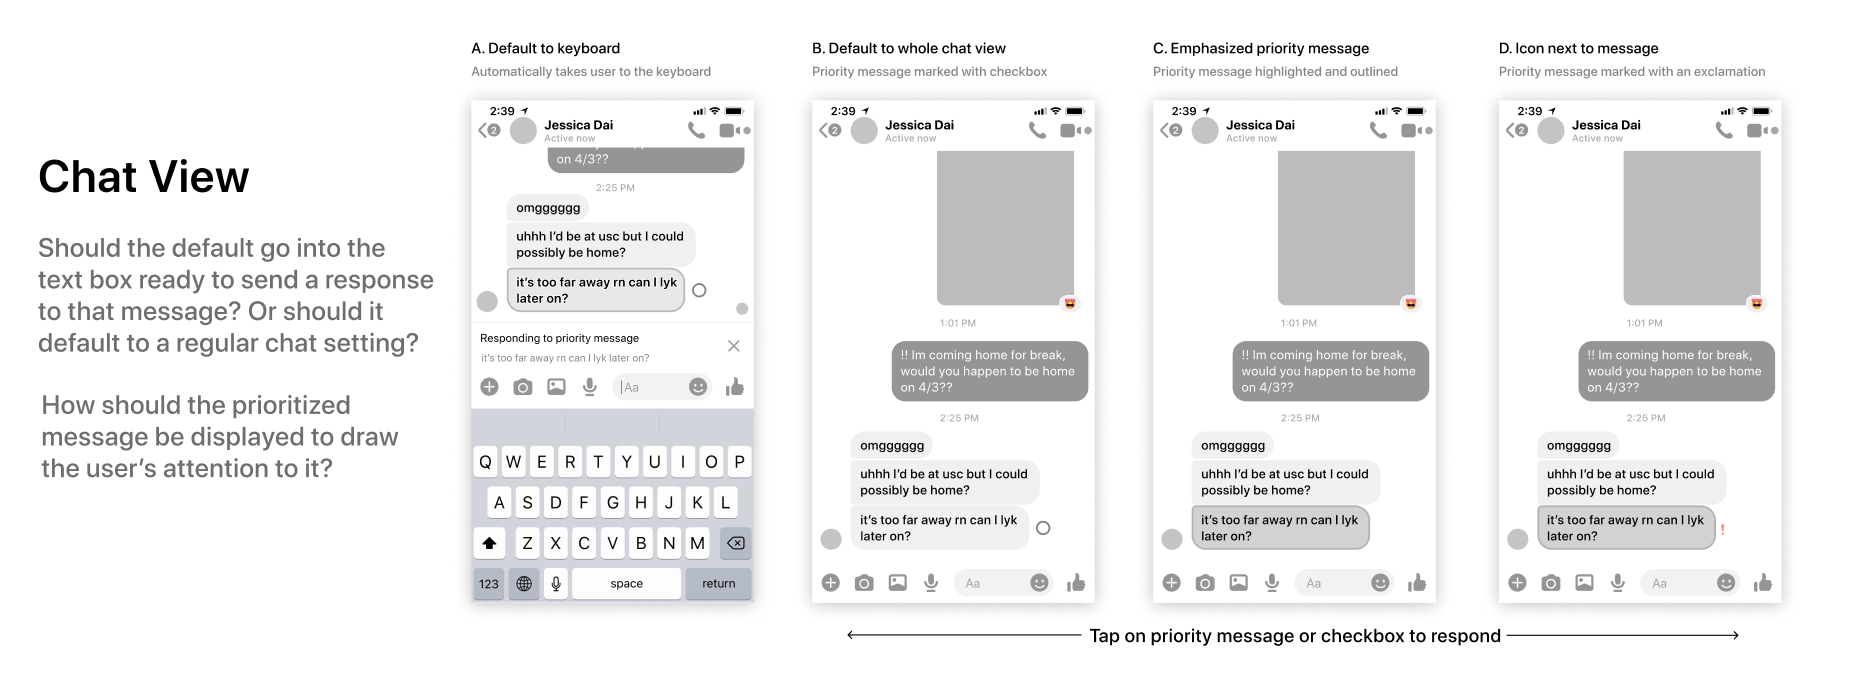 Chat View
Should the default go into the
text box ready to send a response
to that message? Or should it
default to a regular chat setting?
How should the prioritized
message be displayed to draw
the user's attention to it?
A. Default to keyboard
Automatically takes user to the keyboard
2:39
2
Jessica Dai
Active now
on 4/3??
2:25 PM
omgggggg
uhhh I'd be at usc but I could
possibly be home?
it's too far away rn can I lyk
later on?
Responding to priority message
it's too far away rn can I lyk later on?
Aa
Q W E R T Y U I O P
A S D F G H J K L
Z X C V B N M
123 space return
B. Default to whole chat view
Priority message marked with checkbox
2:39
2
Jessica Dai
Active now
1:01 PM
!! Im coming home for break,
would you happen to be home
on 4/3??
2:25 PM
omgggggg
uhhh I'd be at usc but I could
possibly be home?
it's too far away rn can I lyk
later on?
Aa
C. Emphasized priority message
Priority message highlighted and outlined
2:39
2
Jessica Dai
Active now
1:01 PM
!! Im coming home for break,
would you happen to be home
on 4/3??
2:25 PM
omgggggg
uhhh I'd be at usc but I could
possibly be home?
it's too far away rn can I lyk
later on?
Aa
D. Icon next to message
Priority message marked with an exclamation
2:39
2
Jessica Dai
Active now
1:01 PM
!! Im coming home for break,
would you happen to be home
on 4/3??
2:25 PM
omgggggg
uhhh I'd be at usc but I could
possibly be home?
it's too far away rn can I lyk
later on?
!
Aa
Tap on priority message or checkbox to respond